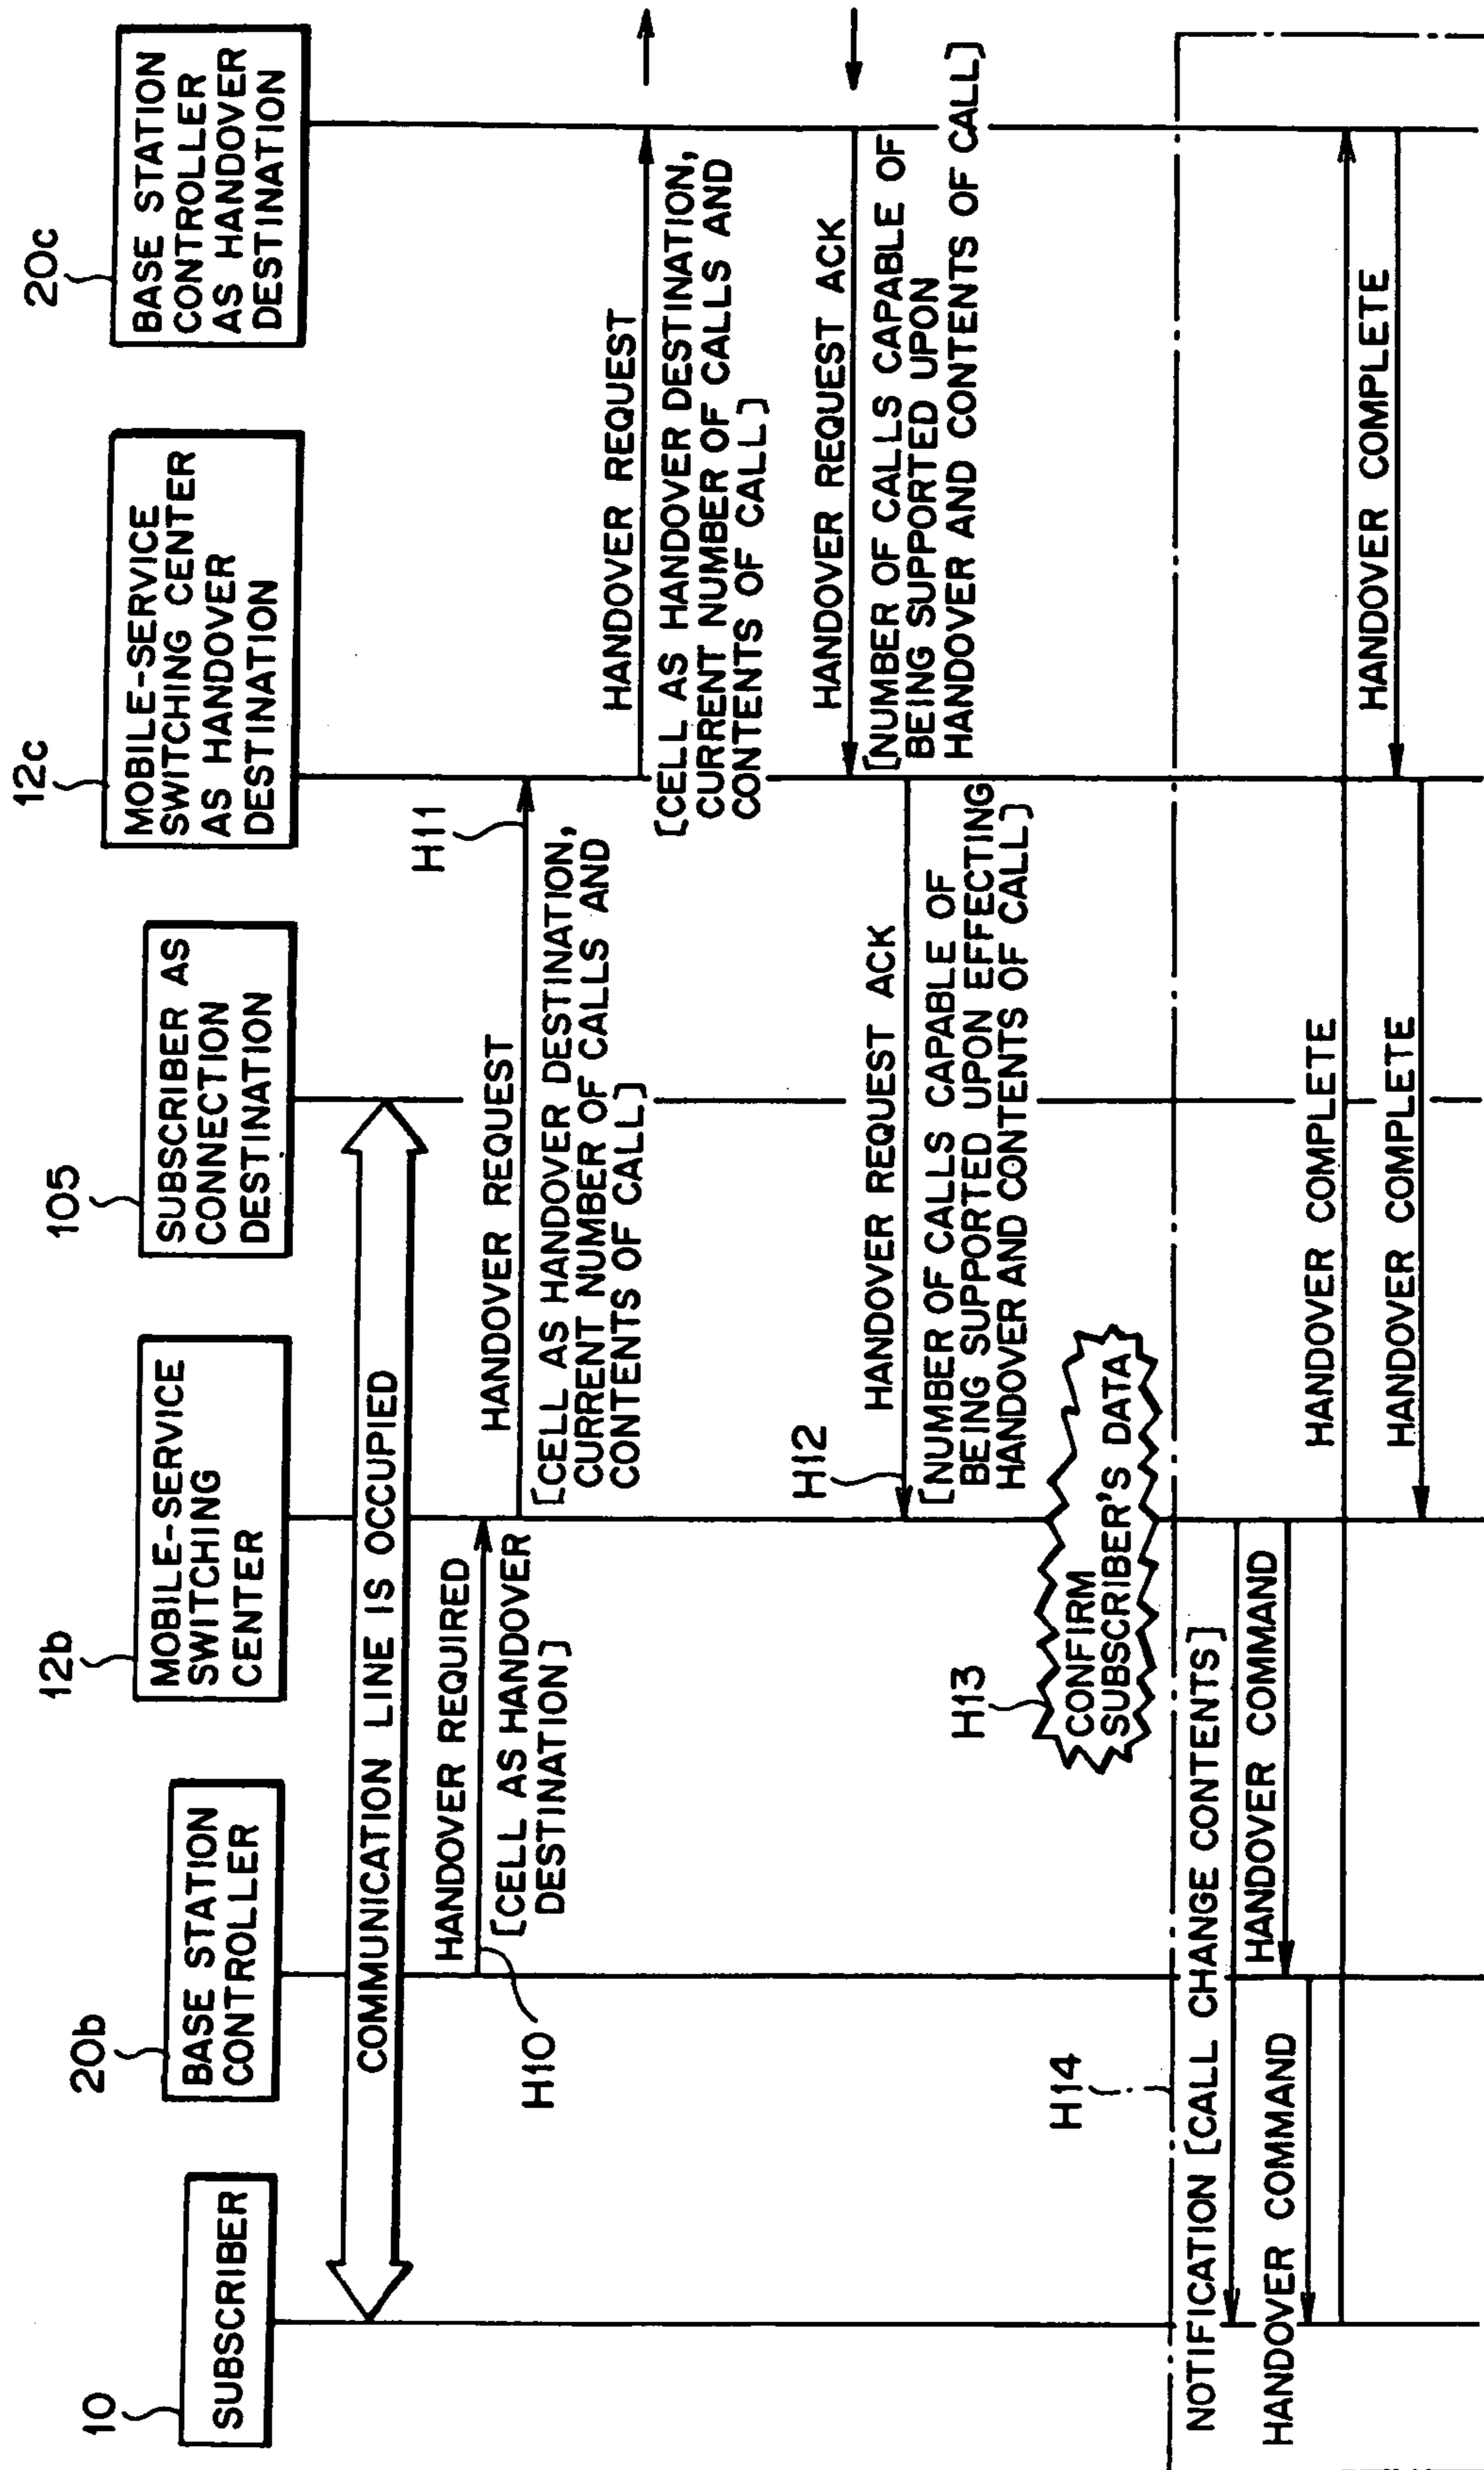 10
SUBSCRIBER
20b
BASE STATION
CONTROLLER
12b
MOBILE-SERVICE
SWITCHING
CENTER
105
SUBSCRIBER AS
CONNECTION
DESTINATION
12c
MOBILE-SERVICE
SWITCHING CENTER
AS HANDOVER
DESTINATION
20c
BASE STATION
CONTROLLER
AS HANDOVER
DESTINATION
COMMUNICATION LINE IS OCCUPIED
HANDOVER REQUIRED
H10
[CELL AS HANDOVER
DESTINATION]
HANDOVER REQUEST
H11
[CELL AS HANDOVER DESTINATION,
CURRENT NUMBER OF CALLS AND
CONTENTS OF CALL]
HANDOVER REQUEST
[CELL AS HANDOVER DESTINATION,
CURRENT NUMBER OF CALLS AND
CONTENTS OF CALL]
HANDOVER REQUEST ACK
[NUMBER OF CALLS CAPABLE OF
BEING SUPPORTED UPON
HANDOVER AND CONTENTS OF CALL]
H12
HANDOVER REQUEST ACK
[NUMBER OF CALLS CAPABLE OF
BEING SUPPORTED UPON EFFECTING
HANDOVER AND CONTENTS OF CALL]
H13
CONFIRM
SUBSCRIBER'S DATA
H14
NOTIFICATION [CALL CHANGE CONTENTS]
HANDOVER COMMAND
HANDOVER COMMAND
HANDOVER COMPLETE
HANDOVER COMPLETE
HANDOVER COMPLETE